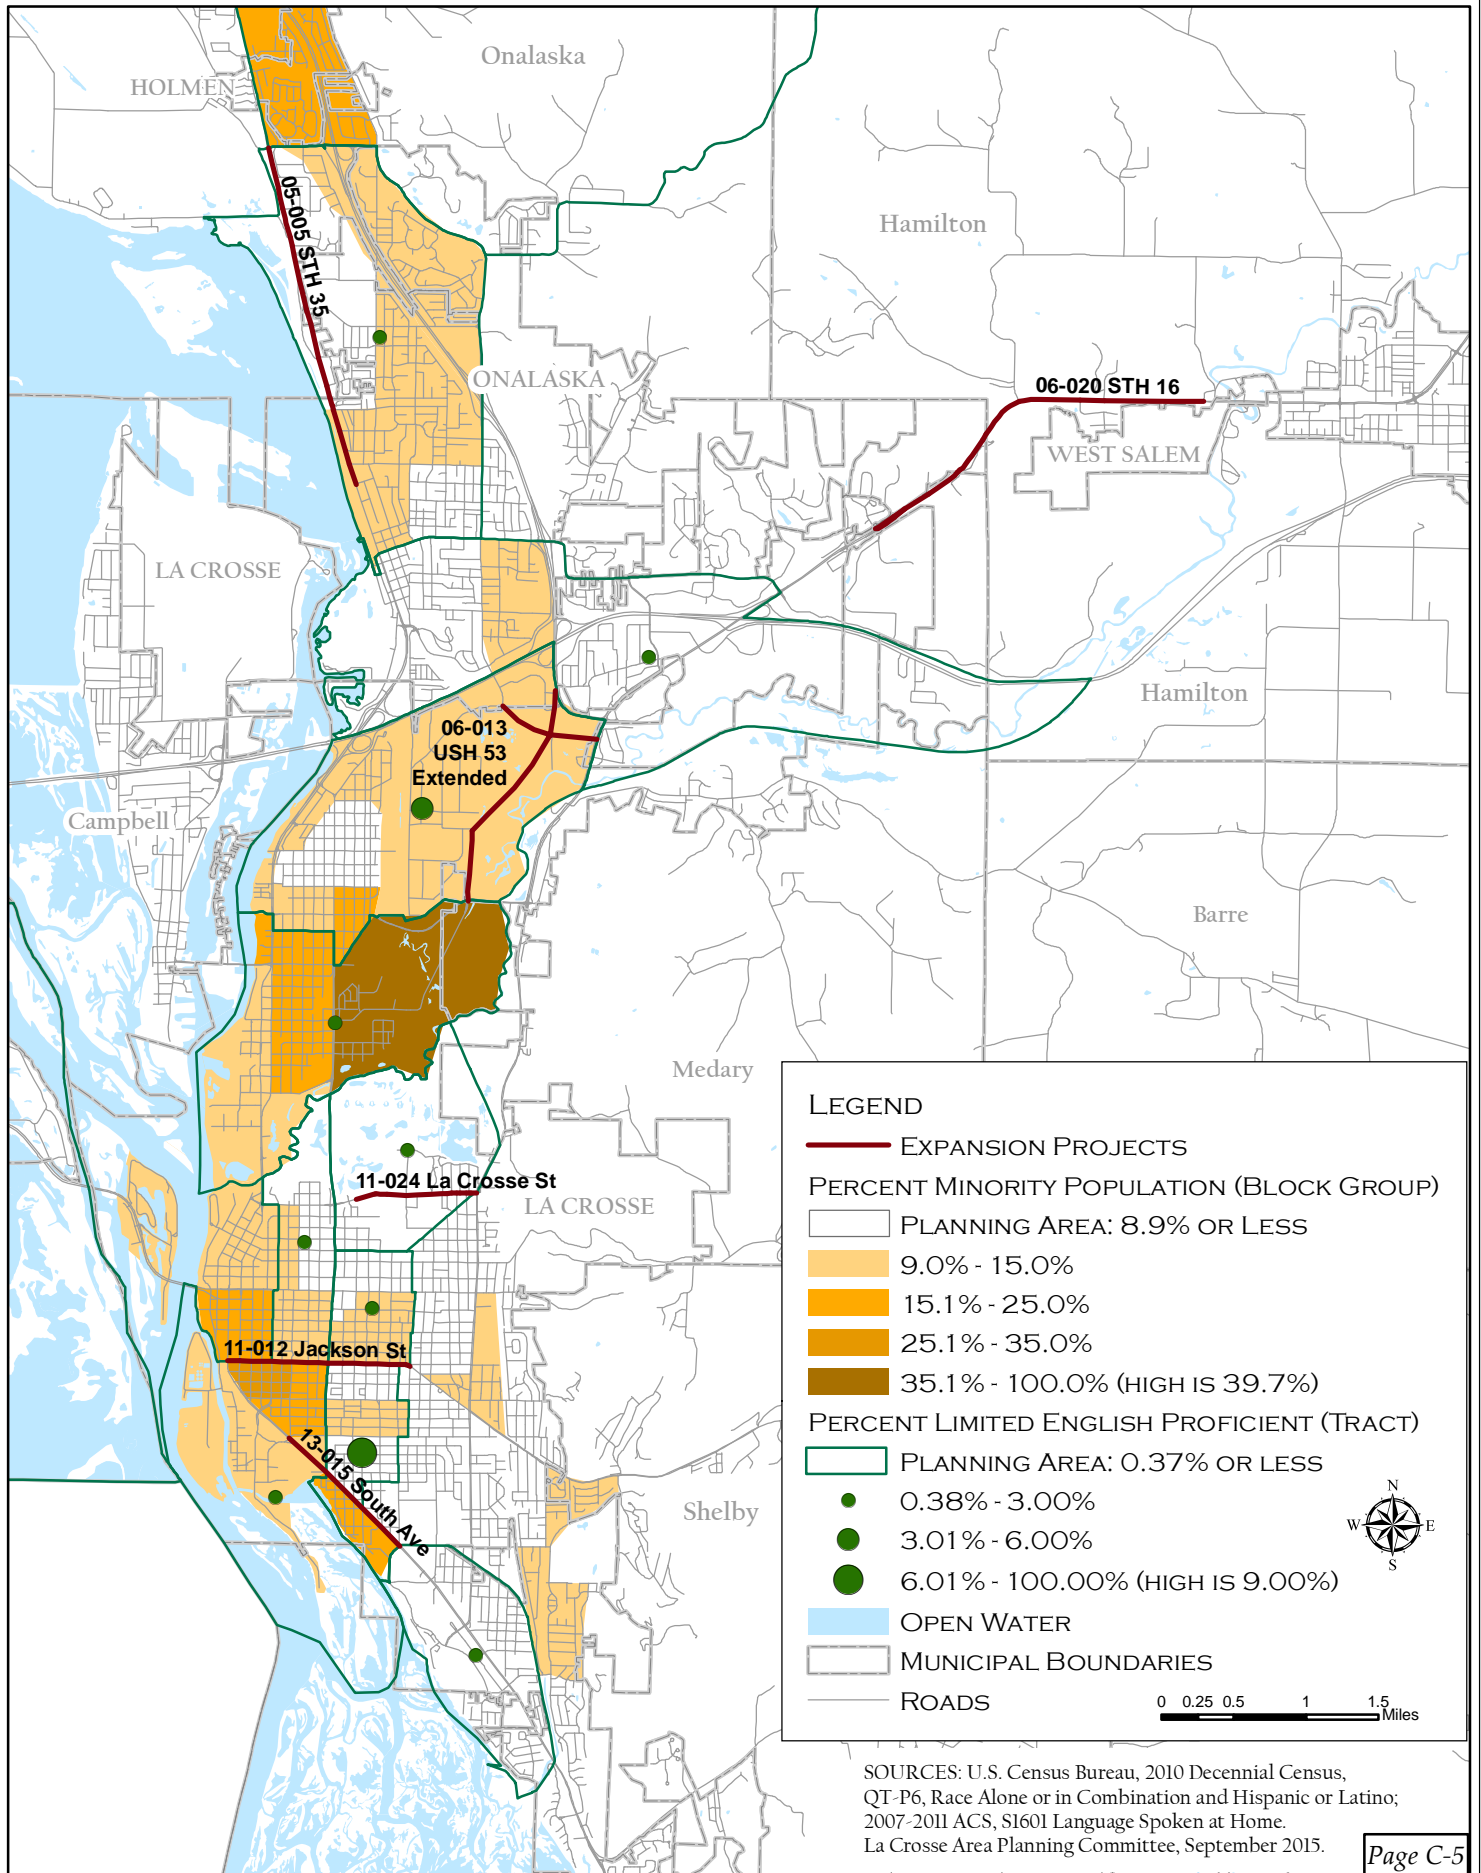 Onalaska
HOLMEN
05-005 STH 35
Hamilton
ONALASKA
06-020 STH 16
WEST SALEM
LA CROSSE
Hamilton
06-013
USH 53
Extended
Campbell
Barre
Medary
11-024 La Crosse St
LA CROSSE
11-012 Jackson St
13-015 South Ave
Shelby
LEGEND
EXPANSION PROJECTS
PERCENT MINORITY POPULATION (BLOCK GROUP)
PLANNING AREA: 8.9% OR LESS
9.0% - 15.0%
15.1% - 25.0%
25.1% - 35.0%
35.1% - 100.0% (HIGH IS 39.7%)
PERCENT LIMITED ENGLISH PROFICIENT (TRACT)
PLANNING AREA: 0.37% OR LESS
0.38% - 3.00%
3.01% - 6.00%
6.01% - 100.00% (HIGH IS 9.00%)
OPEN WATER
MUNICIPAL BOUNDARIES
ROADS
N
W E
S
0 0.25 0.5 1 1.5
Miles
SOURCES: U.S. Census Bureau, 2010 Decennial Census,
QT-P6, Race Alone or in Combination and Hispanic or Latino;
2007-2011 ACS, S1601 Language Spoken at Home.
La Crosse Area Planning Committee, September 2015.
Page C-5